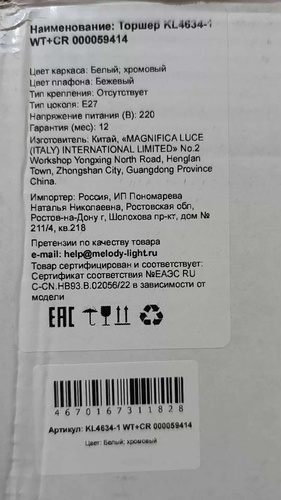 Наименование: Торшер KL4634-1
WT+CR 000059414
Цвет каркаса: Белый; хромовый
Цвет плафона: Бежевый
Тип крепления: Отсутствует
Тип цоколя: E27
Напряжение питания (В): 220
Гарантия (мес): 12
Изготовитель: Китай, «MAGNIFICA LUCE
(ITALY) INTERNATIONAL LIMITED» No.2
Workshop Yongxing North Road, Henglan
Town, Zhongshan City, Guangdong Province
China.
Импортер: Россия, ИП Пономарева
Наталья Николаевна, Ростовская обл,
Ростов-на-Дону г, Шолохова пр-кт, дом №
211/4, кв.218
Претензии по качеству товара
e-mail: help@melody-light.ru
Товар сертифицирован и соответствует:
Сертификат соответствия №ЕАЭС RU
C-CN.HB93.B.02056/22 в зависимости от
модели
EAC
4670167311828
Артикул: KL4634-1 WT+CR 000059414
Цвет: Белый; хромовый